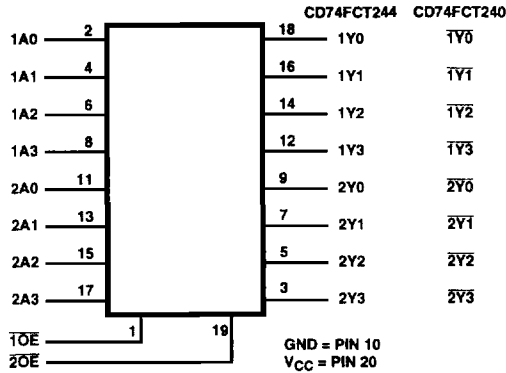 CD74FCT244 CD74FCT240
1A0 2 18 1Y0 1Y0
1A1 4 16 1Y1 1Y1
1A2 6 14 1Y2 1Y2
1A3 8 12 1Y3 1Y3
2A0 11 9 2Y0 2Y0
2A1 13 7 2Y1 2Y1
2A2 15 5 2Y2 2Y2
2A3 17 3 2Y3 2Y3
1OE 1 19
2OE
GND = PIN 10
VCC = PIN 20